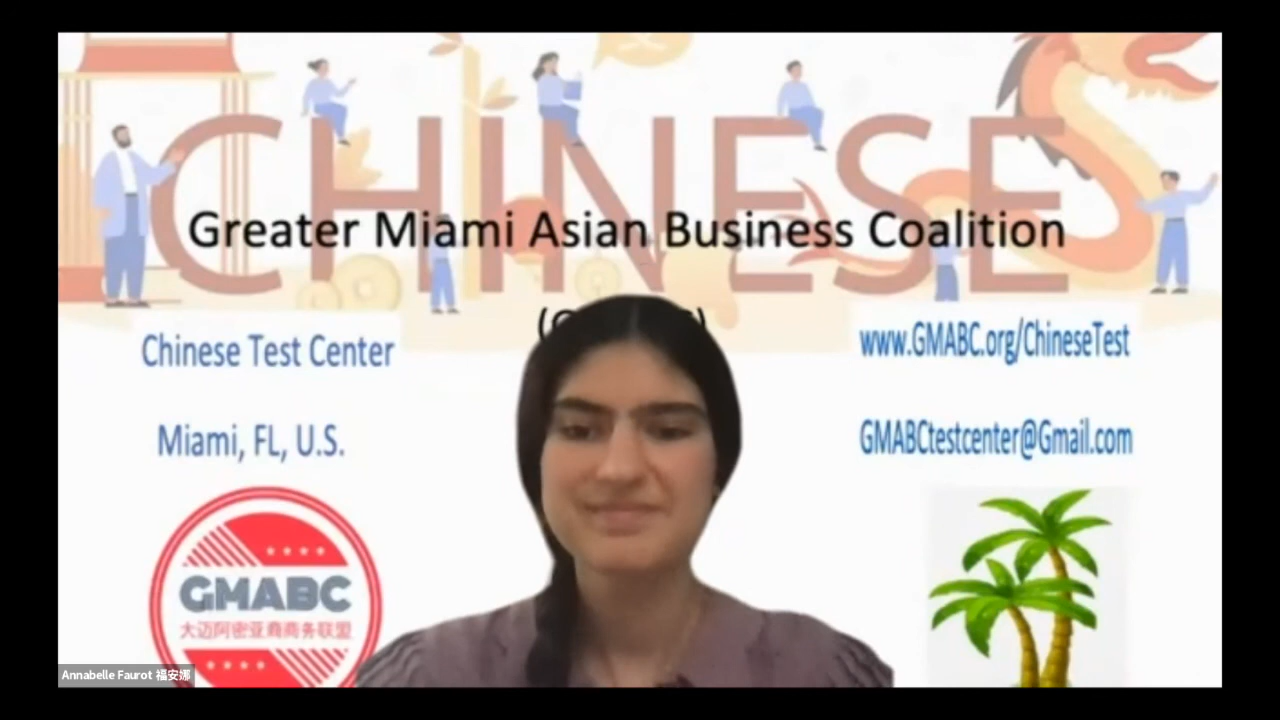 CHINESE
Greater Miami Asian Business Coalition
Chinese Test Center
www.GMABC.org/ChineseTest
Miami, FL, U.S.
GMABCtestcenter@Gmail.com
GMABC
大迈阿密亚裔商务联盟
Annabelle Faurot 福安娜